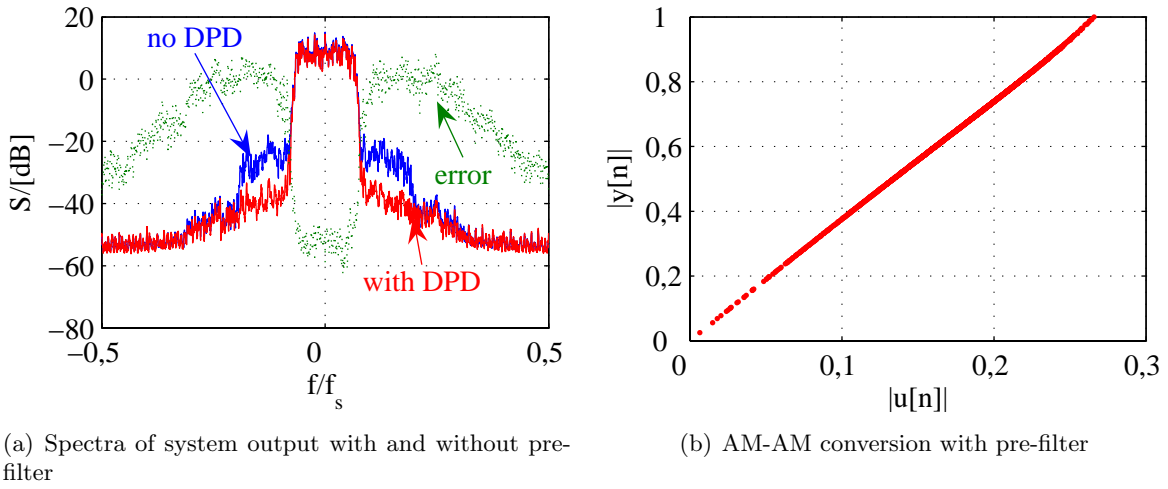 20
0
−20
−40
−60
−80
S/[dB]
no DPD
error
with DPD
−0,5
0
0,5
f/f_s
1
0,8
0,6
0,4
0,2
0
|y[n]|
0
0,1
0,2
0,3
|u[n]|
(a) Spectra of system output with and without pre-
filter
(b) AM-AM conversion with pre-filter